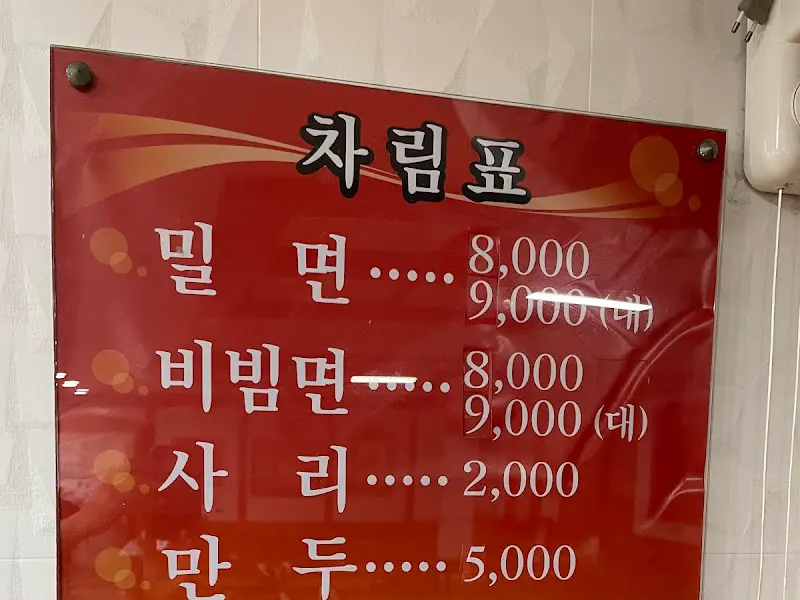 차림표
밀 면 ..... 8,000
9,000 (대)
비빔면 ..... 8,000
9,000 (대)
사 리 ..... 2,000
만 두 ..... 5,000